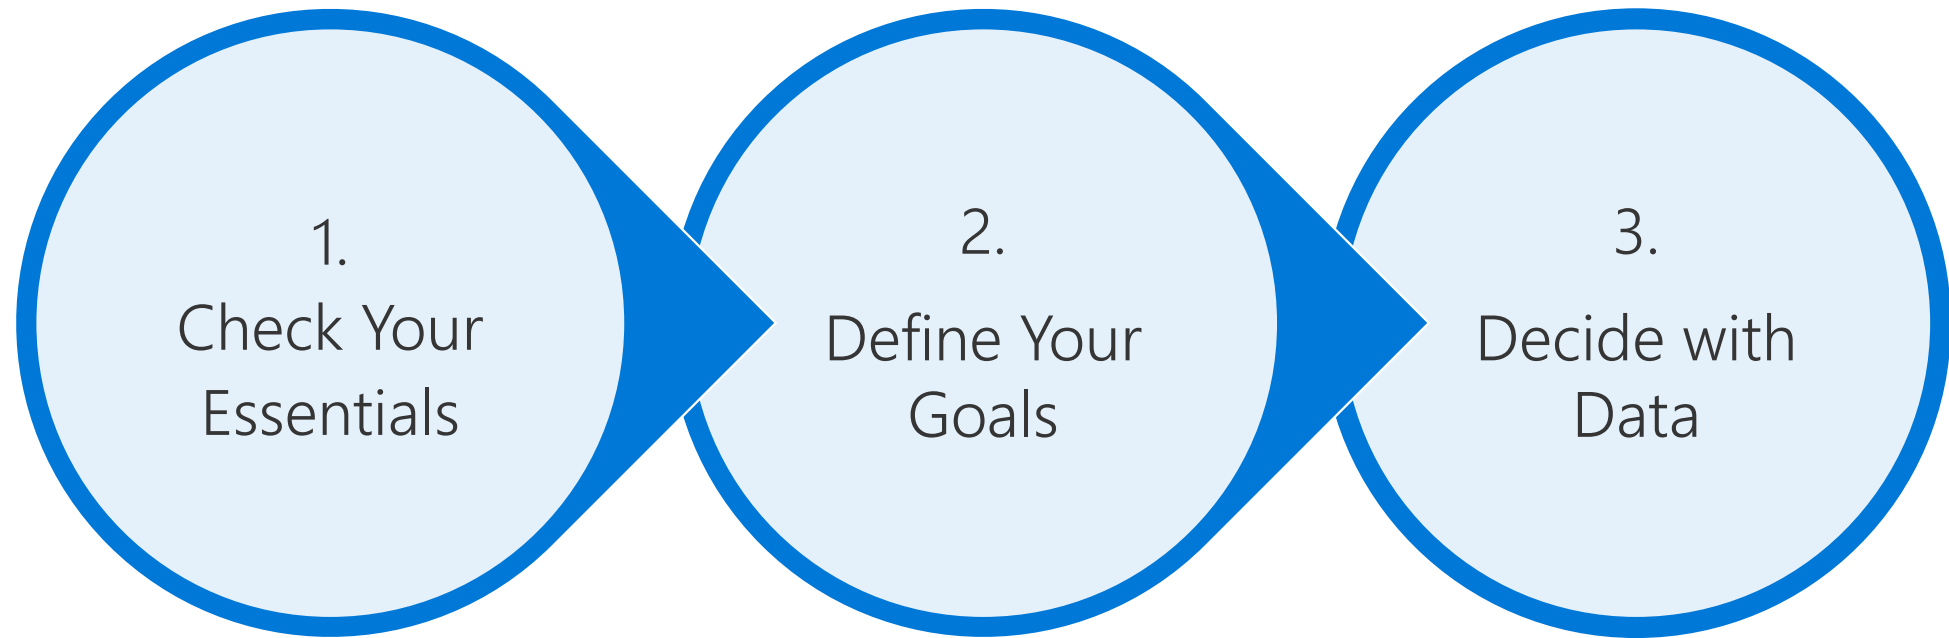 1.
Check Your
Essentials
2.
Define Your
Goals
3.
Decide with
Data